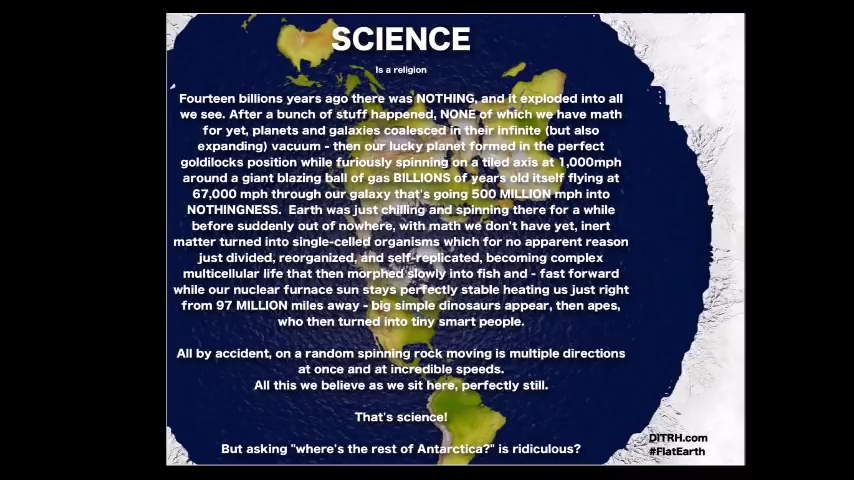 SCIENCE
Is a religion
Fourteen billions years ago there was NOTHING, and it exploded into all
we see. After a bunch of stuff happened, NONE of which we have math
for yet, planets and galaxies coalesced in their infinite (but also
expanding) vacuum - then our lucky planet formed in the perfect
goldilocks position while furiously spinning on a tiled axis at 1,000mph
around a giant blazing ball of gas BILLIONS of years old itself flying at
67,000 mph through our galaxy that's going 500 MILLION mph into
NOTHINGNESS. Earth was just chilling and spinning there for a while
before suddenly out of nowhere, with math we don't have yet, inert
matter turned into single-celled organisms which for no apparent reason
just divided, reorganized, and self-replicated, becoming complex
multicellular life that then morphed slowly into fish and - fast forward
while our nuclear furnace sun stays perfectly stable heating us just right
from 97 MILLION miles away - big simple dinosaurs appear, then apes,
who then turned into tiny smart people.
All by accident, on a random spinning rock moving is multiple directions
at once and at incredible speeds.
All this we believe as we sit here, perfectly still.
That's science!
But asking "where's the rest of Antarctica?" is ridiculous?
DITRH.com
#FlatEarth